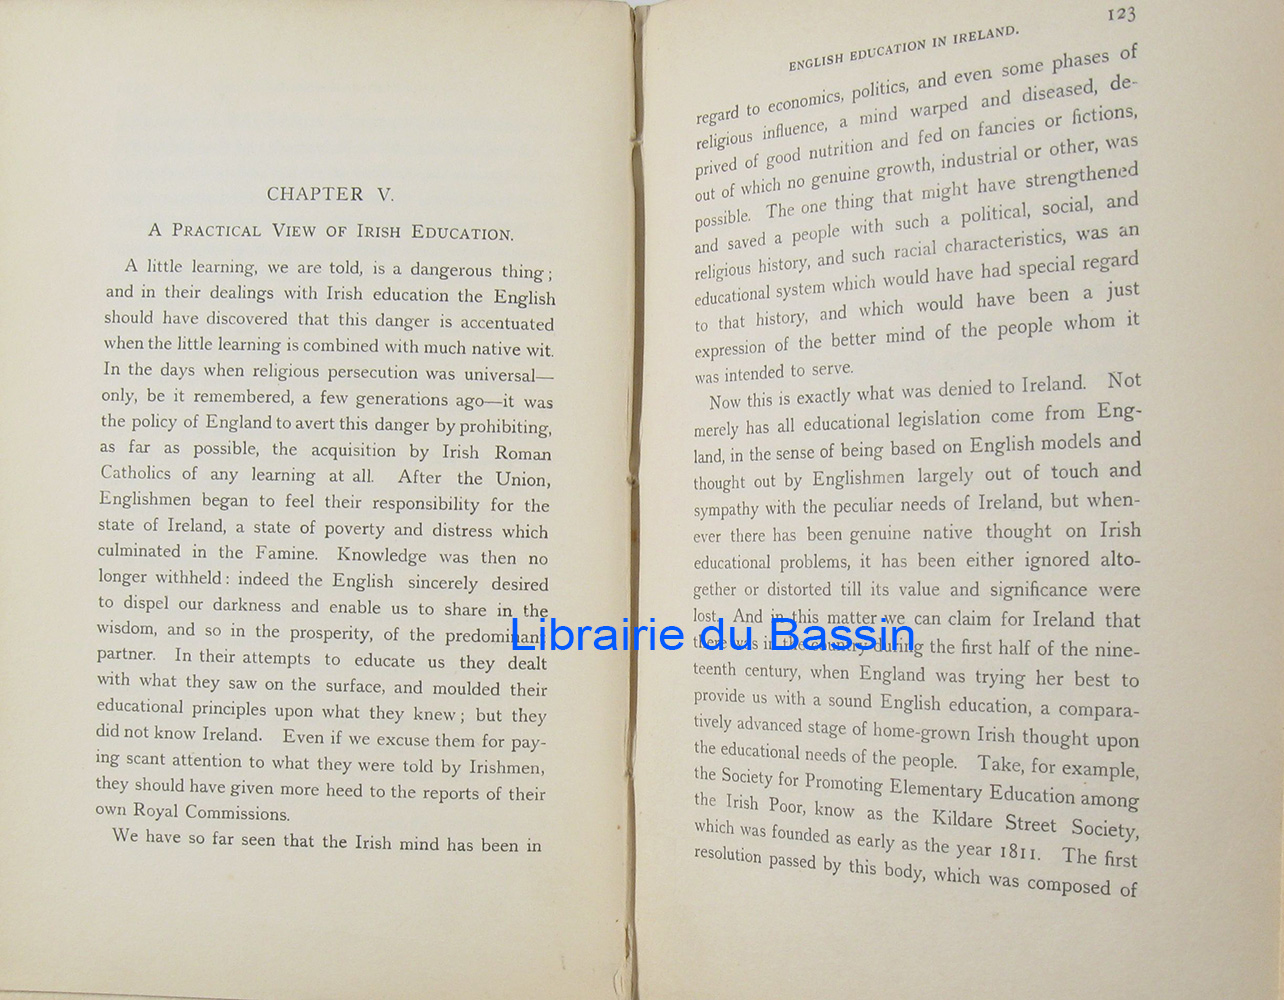 CHAPTER V.
A PRACTICAL VIEW OF IRISH EDUCATION.
A little learning, we are told, is a dangerous thing;
and in their dealings with Irish education the English
should have discovered that this danger is accentuated
when the little learning is combined with much native wit.
In the days when religious persecution was universal—
only, be it remembered, a few generations ago—it was
the policy of England to avert this danger by prohibiting,
as far as possible, the acquisition by Irish Roman
Catholics of any learning at all. After the Union,
Englishmen began to feel their responsibility for the
state of Ireland, a state of poverty and distress which
culminated in the Famine. Knowledge was then no
longer withheld: indeed the English sincerely desired
to dispel our darkness and enable us to share in the
wisdom, and so in the prosperity, of the predominant
partner. In their attempts to educate us they dealt
with what they saw on the surface, and moulded their
educational principles upon what they knew; but they
did not know Ireland. Even if we excuse them for pay-
ing scant attention to what they were told by Irishmen,
they should have given more heed to the reports of their
own Royal Commissions.
We have so far seen that the Irish mind has been in
ENGLISH EDUCATION IN IRELAND. 123
regard to economics, politics, and even some phases of
religious influence, a mind warped and diseased, de-
prived of good nutrition and fed on fancies or fictions,
out of which no genuine growth, industrial or other, was
possible. The one thing that might have strengthened
and saved a people with such a political, social, and
religious history, and such racial characteristics, was an
educational system which would have had special regard
to that history, and which would have been a just
expression of the better mind of the people whom it
was intended to serve.
Now this is exactly what was denied to Ireland. Not
merely has all educational legislation come from Eng-
land, in the sense of being based on English models and
thought out by Englishmen largely out of touch and
sympathy with the peculiar needs of Ireland, but when-
ever there has been genuine native thought on Irish
educational problems, it has been either ignored alto-
gether or distorted till its value and significance were
lost. And in this matter we can claim for Ireland that
there was in the country during the first half of the nine-
teenth century, when England was trying her best to
provide us with a sound English education, a compara-
tively advanced stage of home-grown Irish thought upon
the educational needs of the people. Take, for example,
the Society for Promoting Elementary Education among
the Irish Poor, know as the Kildare Street Society,
which was founded as early as the year 1811. The first
resolution passed by this body, which was composed of
Librairie du Bassin